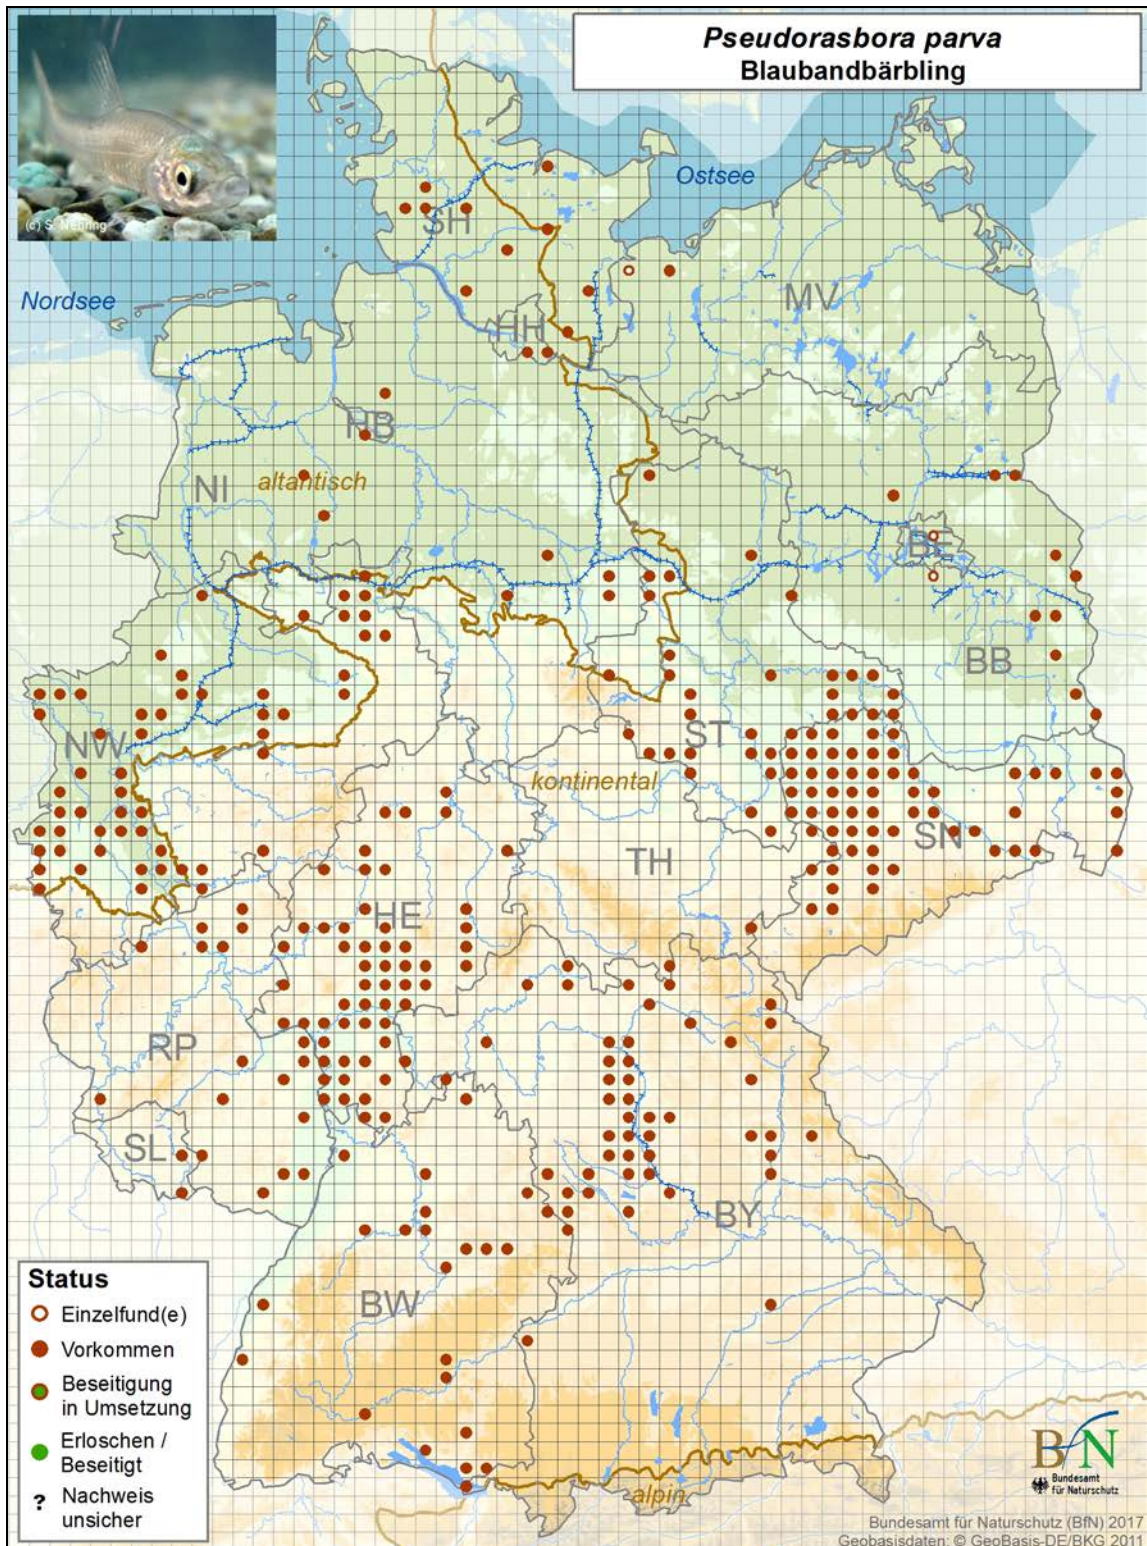 Pseudorasbora parva
Blaubandbärbling
(c) S. Nehring
Ostsee
Nordsee
SH
MV
HH
HB
NI
altantisch
BE
BB
NW
ST
kontinental
SN
TH
HE
RP
SL
BY
BW
alpin
Status
Einzelfund(e)
Vorkommen
Beseitigung
in Umsetzung
Erloschen /
Beseitigt
? Nachweis
unsicher
BfN
Bundesamt
für Naturschutz
Bundesamt für Naturschutz (BfN) 2017
Geobasisdaten: © GeoBasis-DE/BKG 2011